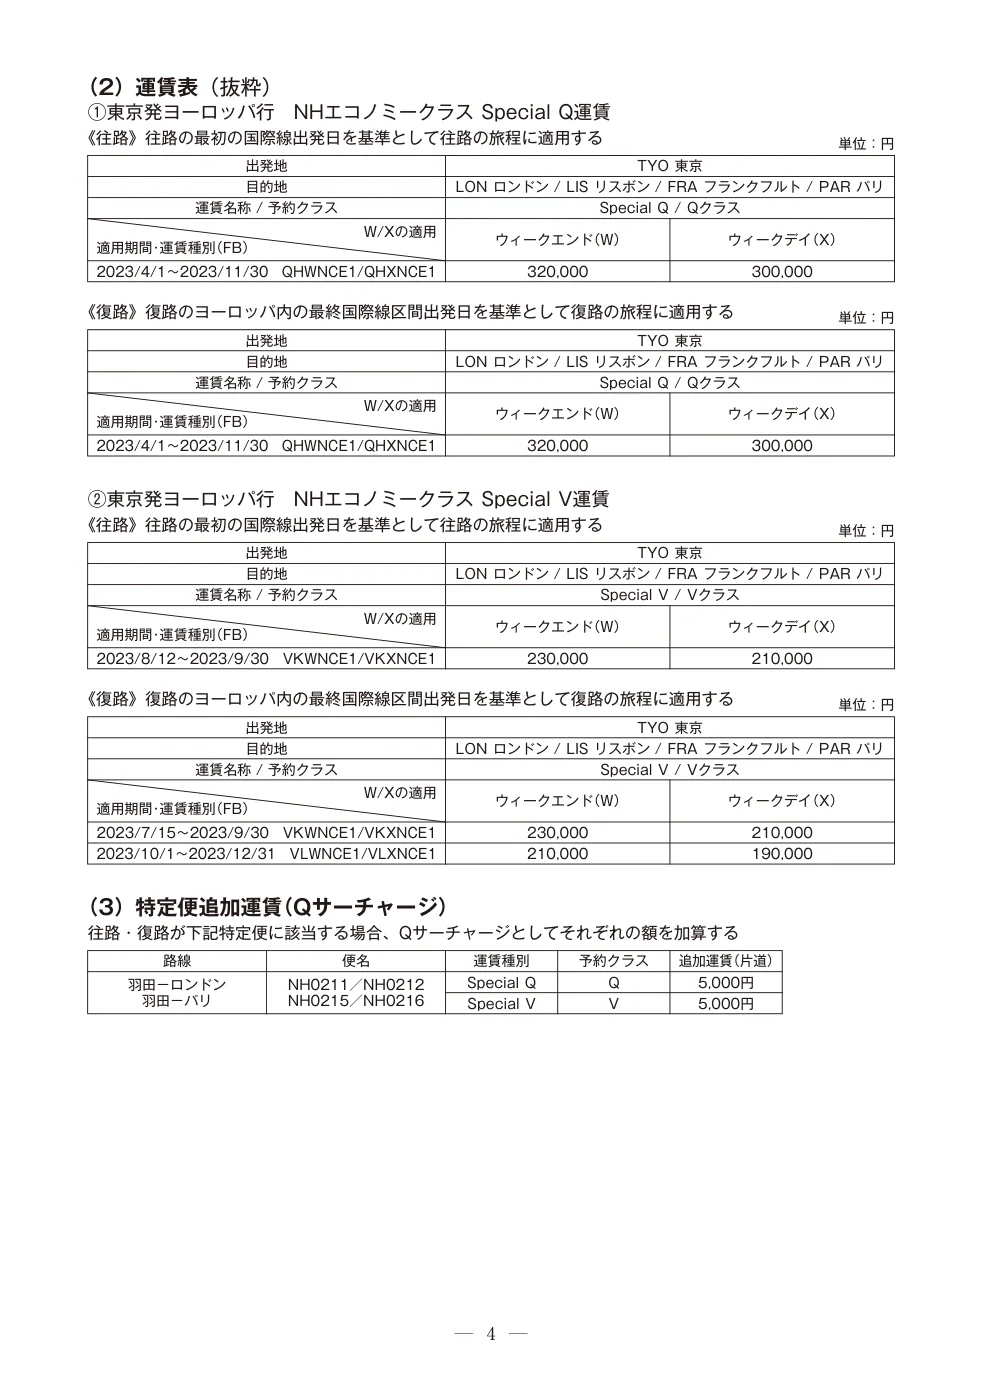 （2）運賃表（抜粋）
①東京発ヨーロッパ行　NHエコノミークラス Special Q運賃
《往路》往路の最初の国際線出発日を基準として往路の旅程に適用する
単位：円
出発地　TYO 東京
目的地　LON ロンドン / LIS リスボン / FRA フランクフルト / PAR パリ
運賃名称 / 予約クラス　Special Q / Qクラス
W/Xの適用
適用期間･運賃種別(FB)　ウィークエンド(W)　ウィークデイ(X)
2023/4/1～2023/11/30　QHWNCE1/QHXNCE1　320,000　300,000
《復路》復路のヨーロッパ内の最終国際線区間出発日を基準として復路の旅程に適用する
単位：円
出発地　TYO 東京
目的地　LON ロンドン / LIS リスボン / FRA フランクフルト / PAR パリ
運賃名称 / 予約クラス　Special Q / Qクラス
W/Xの適用
適用期間･運賃種別(FB)　ウィークエンド(W)　ウィークデイ(X)
2023/4/1～2023/11/30　QHWNCE1/QHXNCE1　320,000　300,000
②東京発ヨーロッパ行　NHエコノミークラス Special V運賃
《往路》往路の最初の国際線出発日を基準として往路の旅程に適用する
単位：円
出発地　TYO 東京
目的地　LON ロンドン / LIS リスボン / FRA フランクフルト / PAR パリ
運賃名称 / 予約クラス　Special V / Vクラス
W/Xの適用
適用期間･運賃種別(FB)　ウィークエンド(W)　ウィークデイ(X)
2023/8/12～2023/9/30　VKWNCE1/VKXNCE1　230,000　210,000
《復路》復路のヨーロッパ内の最終国際線区間出発日を基準として復路の旅程に適用する
単位：円
出発地　TYO 東京
目的地　LON ロンドン / LIS リスボン / FRA フランクフルト / PAR パリ
運賃名称 / 予約クラス　Special V / Vクラス
W/Xの適用
適用期間･運賃種別(FB)　ウィークエンド(W)　ウィークデイ(X)
2023/7/15～2023/9/30　VKWNCE1/VKXNCE1　230,000　210,000
2023/10/1～2023/12/31　VLWNCE1/VLXNCE1　210,000　190,000
（3）特定便追加運賃(Qサーチャージ)
往路・復路が下記特定便に該当する場合、Qサーチャージとしてそれぞれの額を加算する
路線　便名　運賃種別　予約クラス　追加運賃(片道)
羽田－ロンドン　NH0211／NH0212　Special Q　Q　5,000円
羽田－パリ　NH0215／NH0216　Special V　V　5,000円
― 4 ―